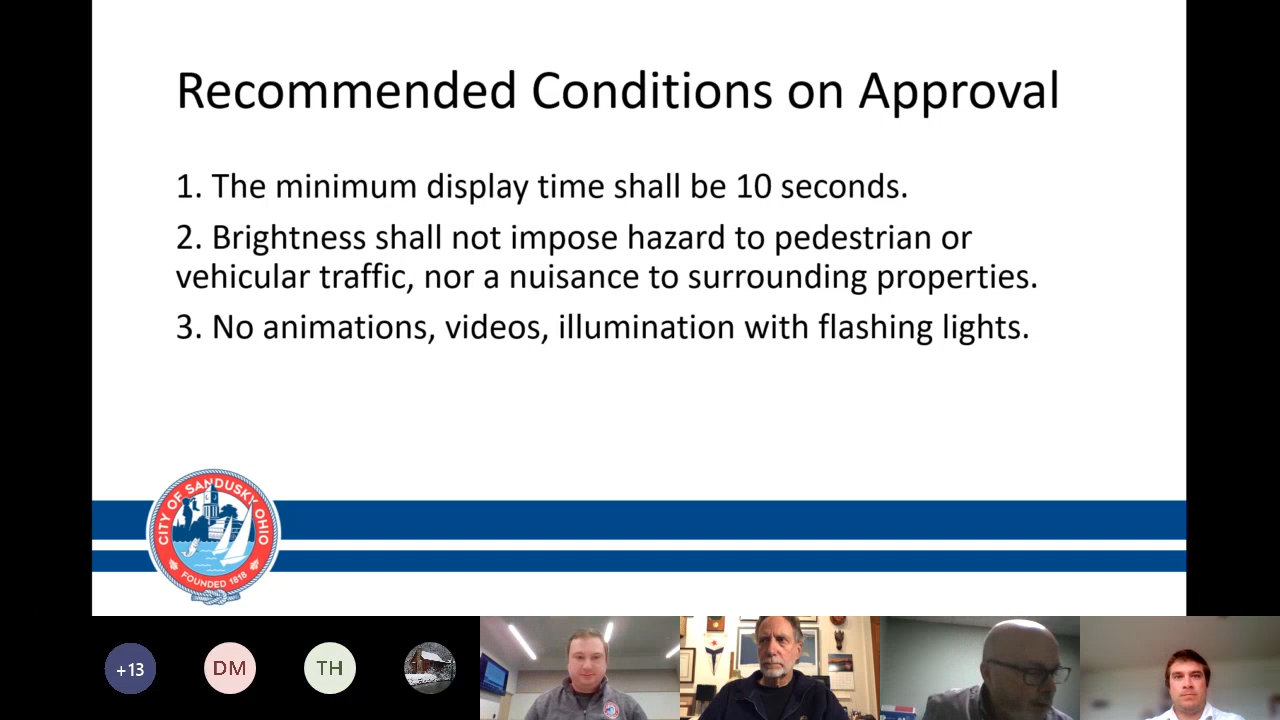 Recommended Conditions on Approval
1. The minimum display time shall be 10 seconds.
2. Brightness shall not impose hazard to pedestrian or
vehicular traffic, nor a nuisance to surrounding properties.
3. No animations, videos, illumination with flashing lights.
CITY OF SANDUSKY, OHIO
FOUNDED 1818
+13
DM
TH